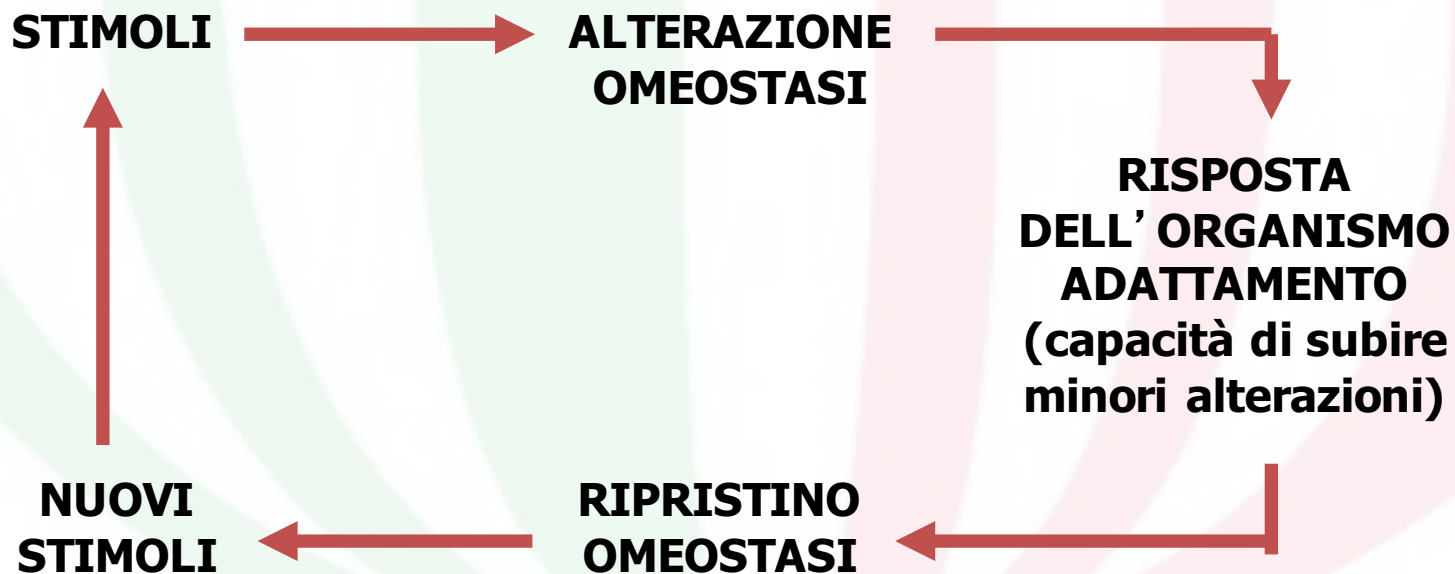 STIMOLI
ALTERAZIONE
OMEOSTASI
RISPOSTA
DELL’ORGANISMO
ADATTAMENTO
(capacità di subire
minori alterazioni)
RIPRISTINO
OMEOSTASI
NUOVI
STIMOLI